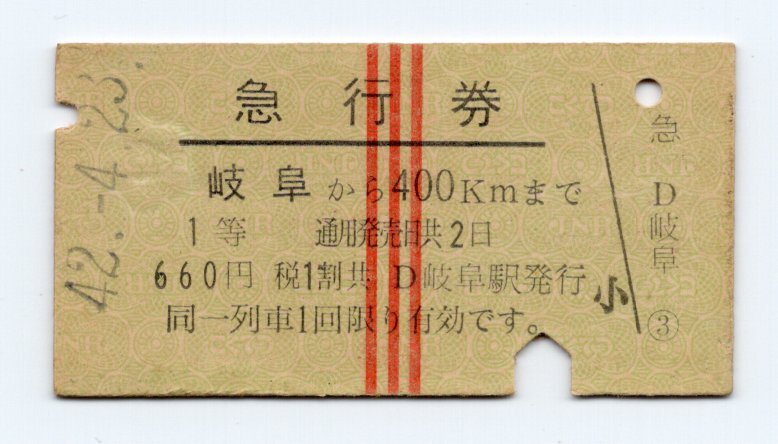 急行券
岐阜から400Kmまで
1等 通用発売日共2日
660円 税1割共 D岐阜駅発行
同一列車1回限り有効です。
小
急
D
岐阜
③
42.-4.23.